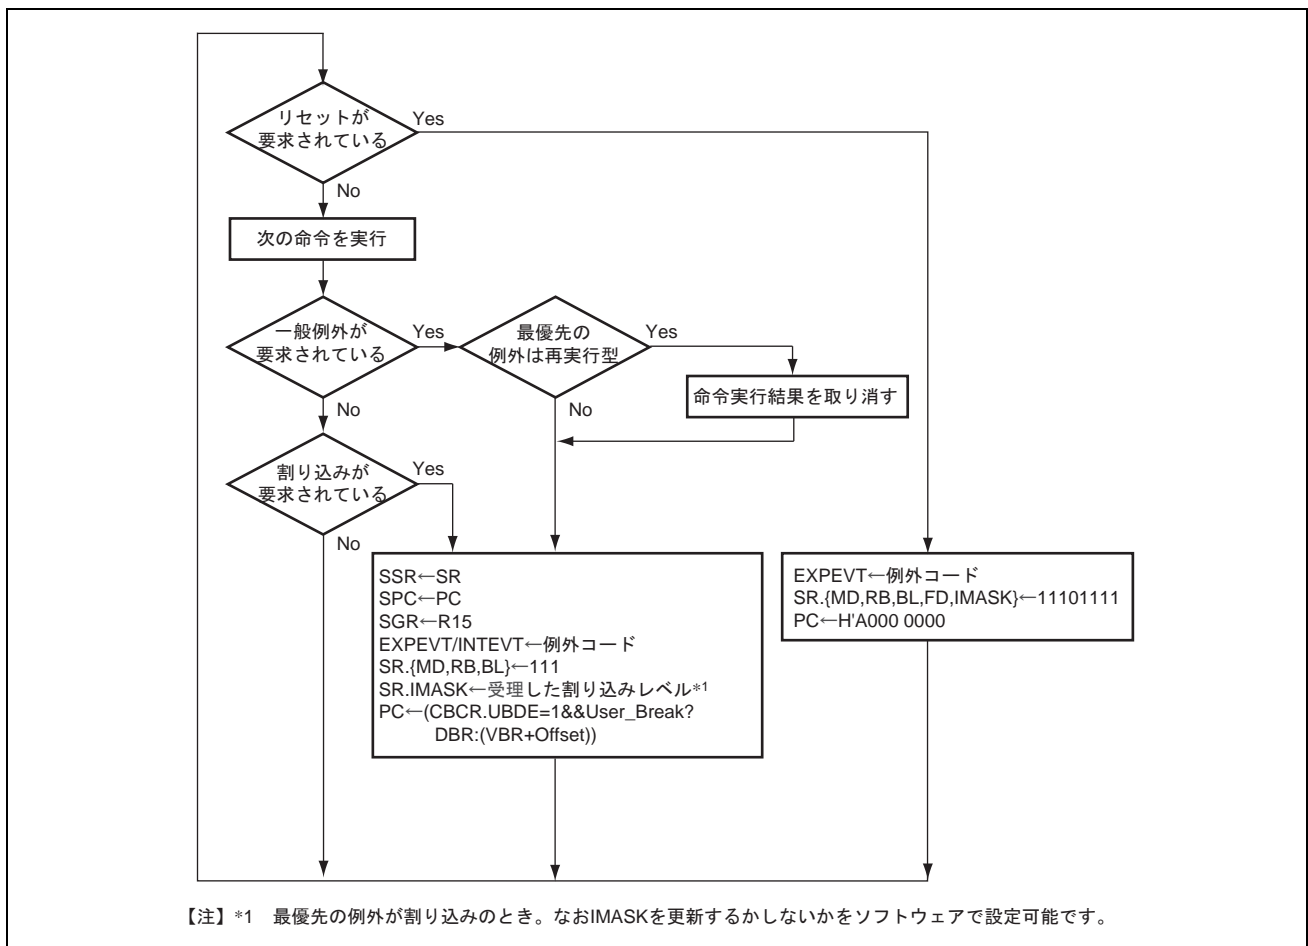 リセットが
要求されている
Yes
No
次の命令を実行
一般例外が
要求されている
Yes
No
最優先の
例外は再実行型
Yes
No
命令実行結果を取り消す
割り込みが
要求されている
Yes
No
SSR←SR
SPC←PC
SGR←R15
EXPEVT/INTEVT←例外コード
SR.{MD,RB,BL}←111
SR.IMASK←受理した割り込みレベル*1
PC←(CBCR.UBDE=1&&User_Break?
DBR:(VBR+Offset))
EXPEVT←例外コード
SR.{MD,RB,BL,FD,IMASK}←11101111
PC←H'A000 0000
【注】*1 最優先の例外が割り込みのとき。なおIMASKを更新するかしないかをソフトウェアで設定可能です。